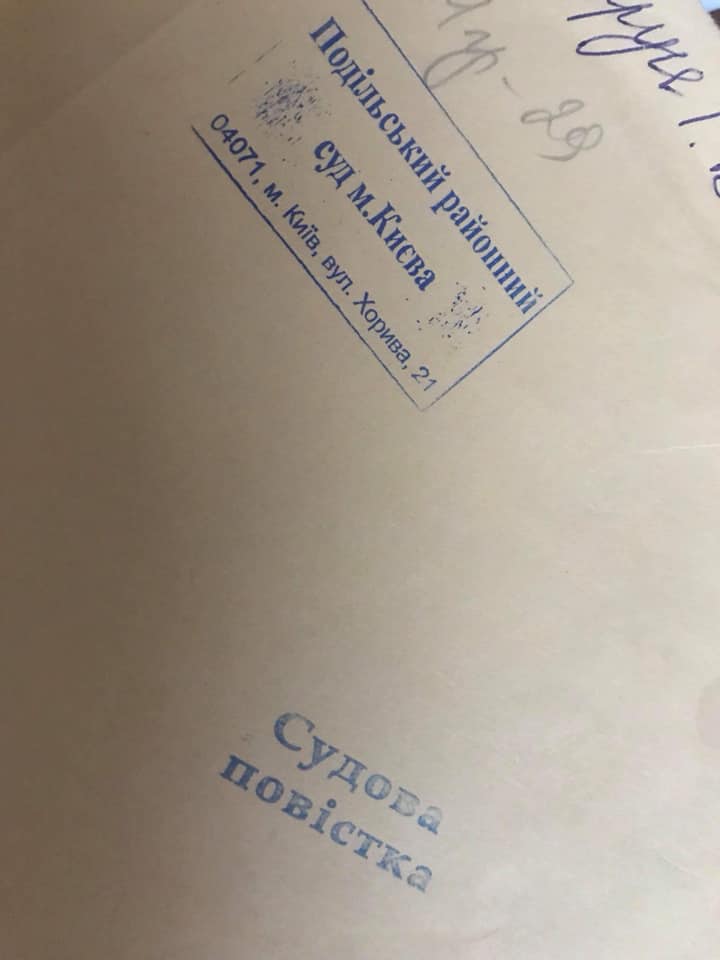 Подільський районний
суд м.Києва
04071, м. Київ, вул. Хорива, 21
Судова
повістка